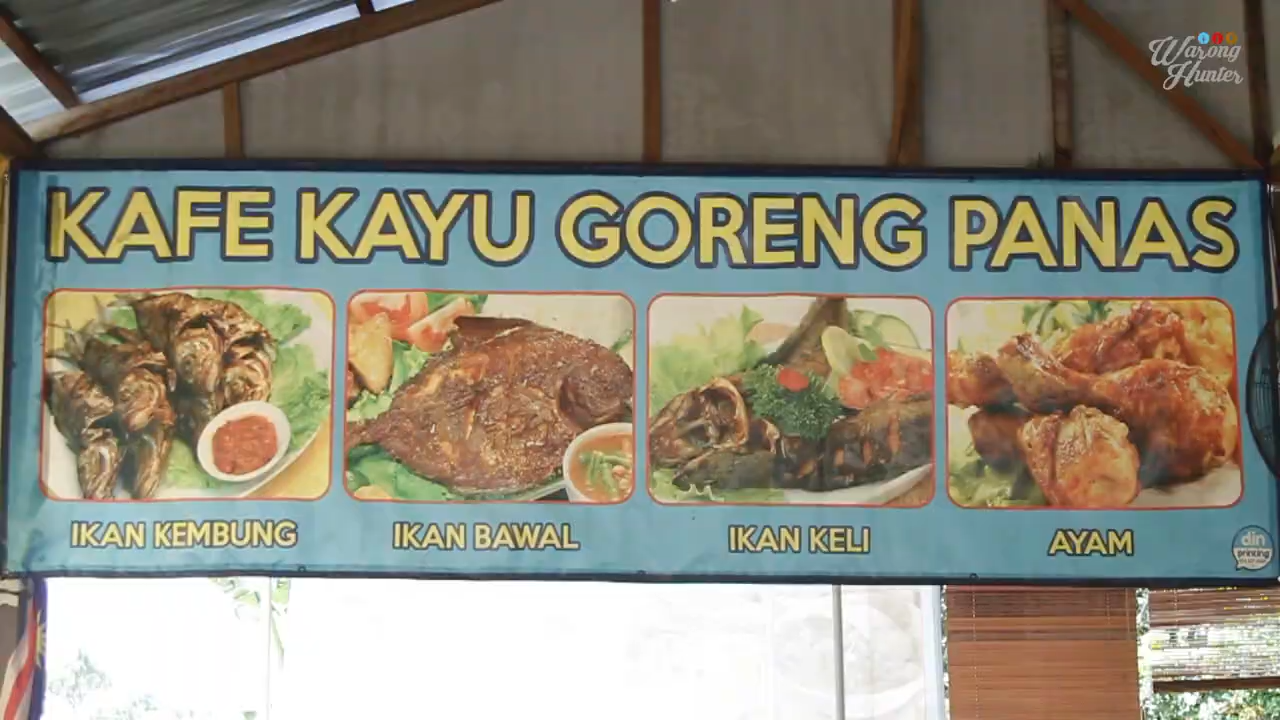 Warong
Hunter
KAFE KAYU GORENG PANAS
IKAN KEMBUNG
IKAN BAWAL
IKAN KELI
AYAM
din
printing